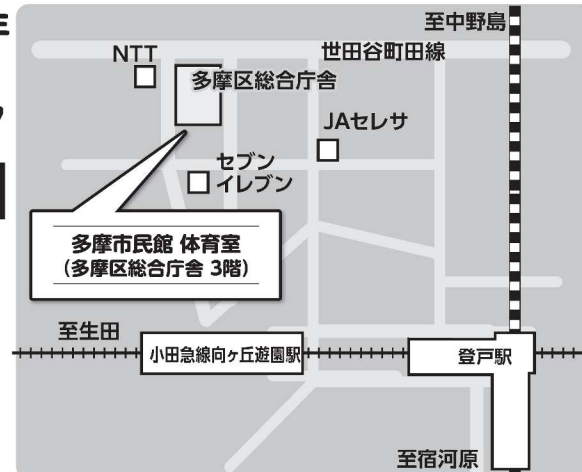 至中野島
世田谷町田線
NTT
多摩区総合庁舎
JAセレサ
セブン
イレブン
多摩市民館 体育室
(多摩区総合庁舎 3階)
至生田
小田急線向ヶ丘遊園駅
登戸駅
至宿河原